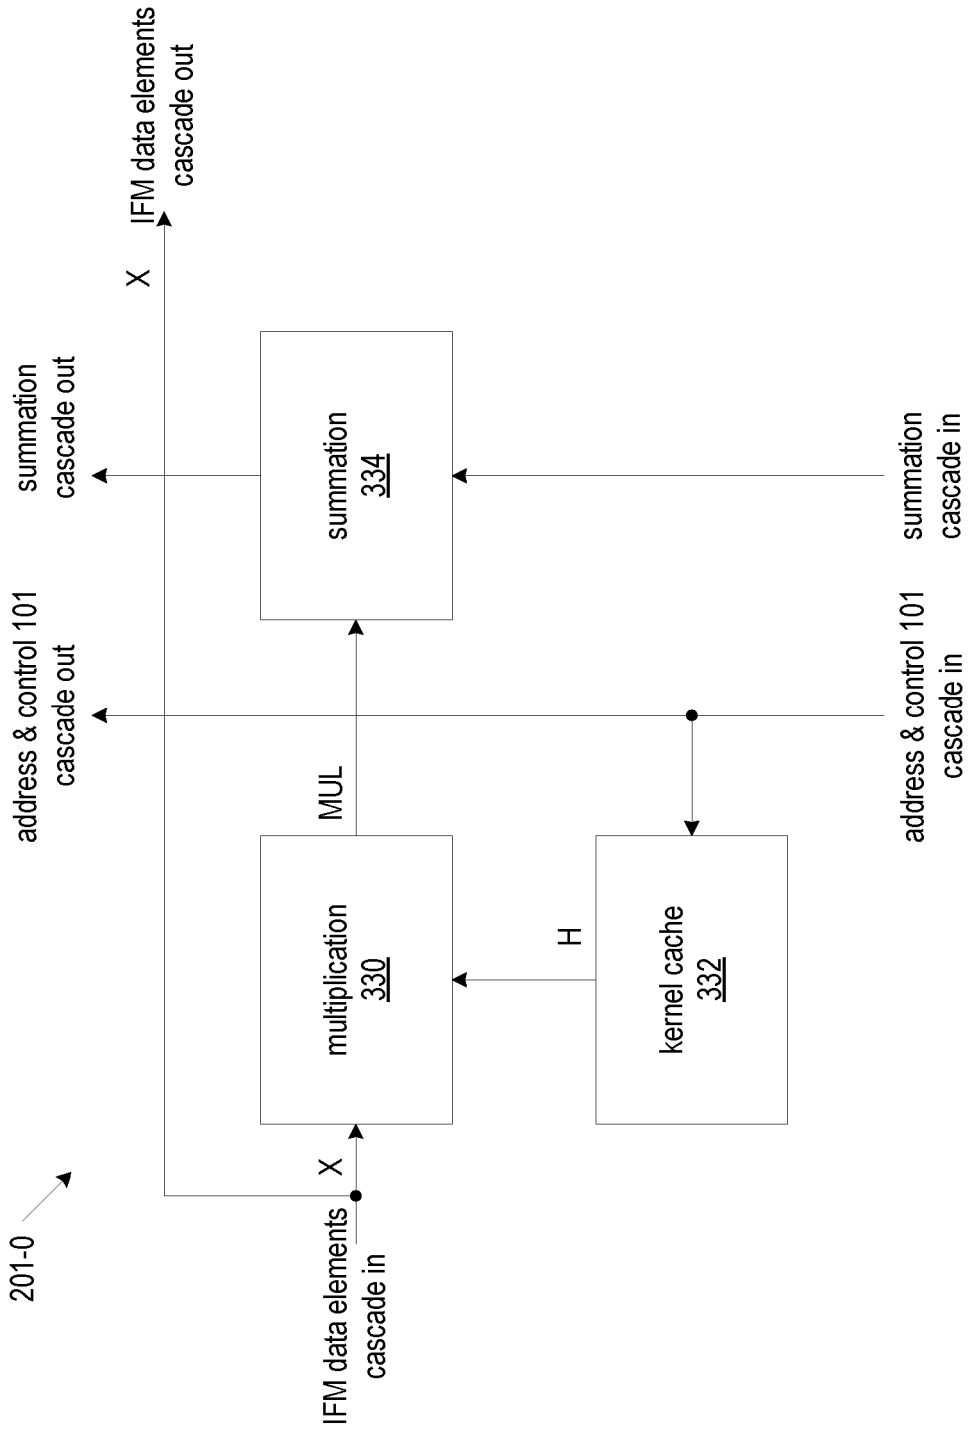 201-0
address & control 101
cascade out
summation
cascade out
X
IFM data elements
cascade out
IFM data elements
cascade in
X
multiplication
330
MUL
summation
334
H
kernel cache
332
address & control 101
cascade in
summation
cascade in